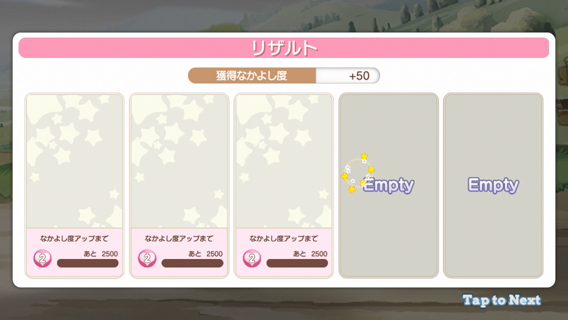 リザルト
獲得なかよし度 +50
なかよし度アップまで
2 あと 2500
なかよし度アップまで
2 あと 2500
なかよし度アップまで
2 あと 2500
Empty
Empty
Tap to Next